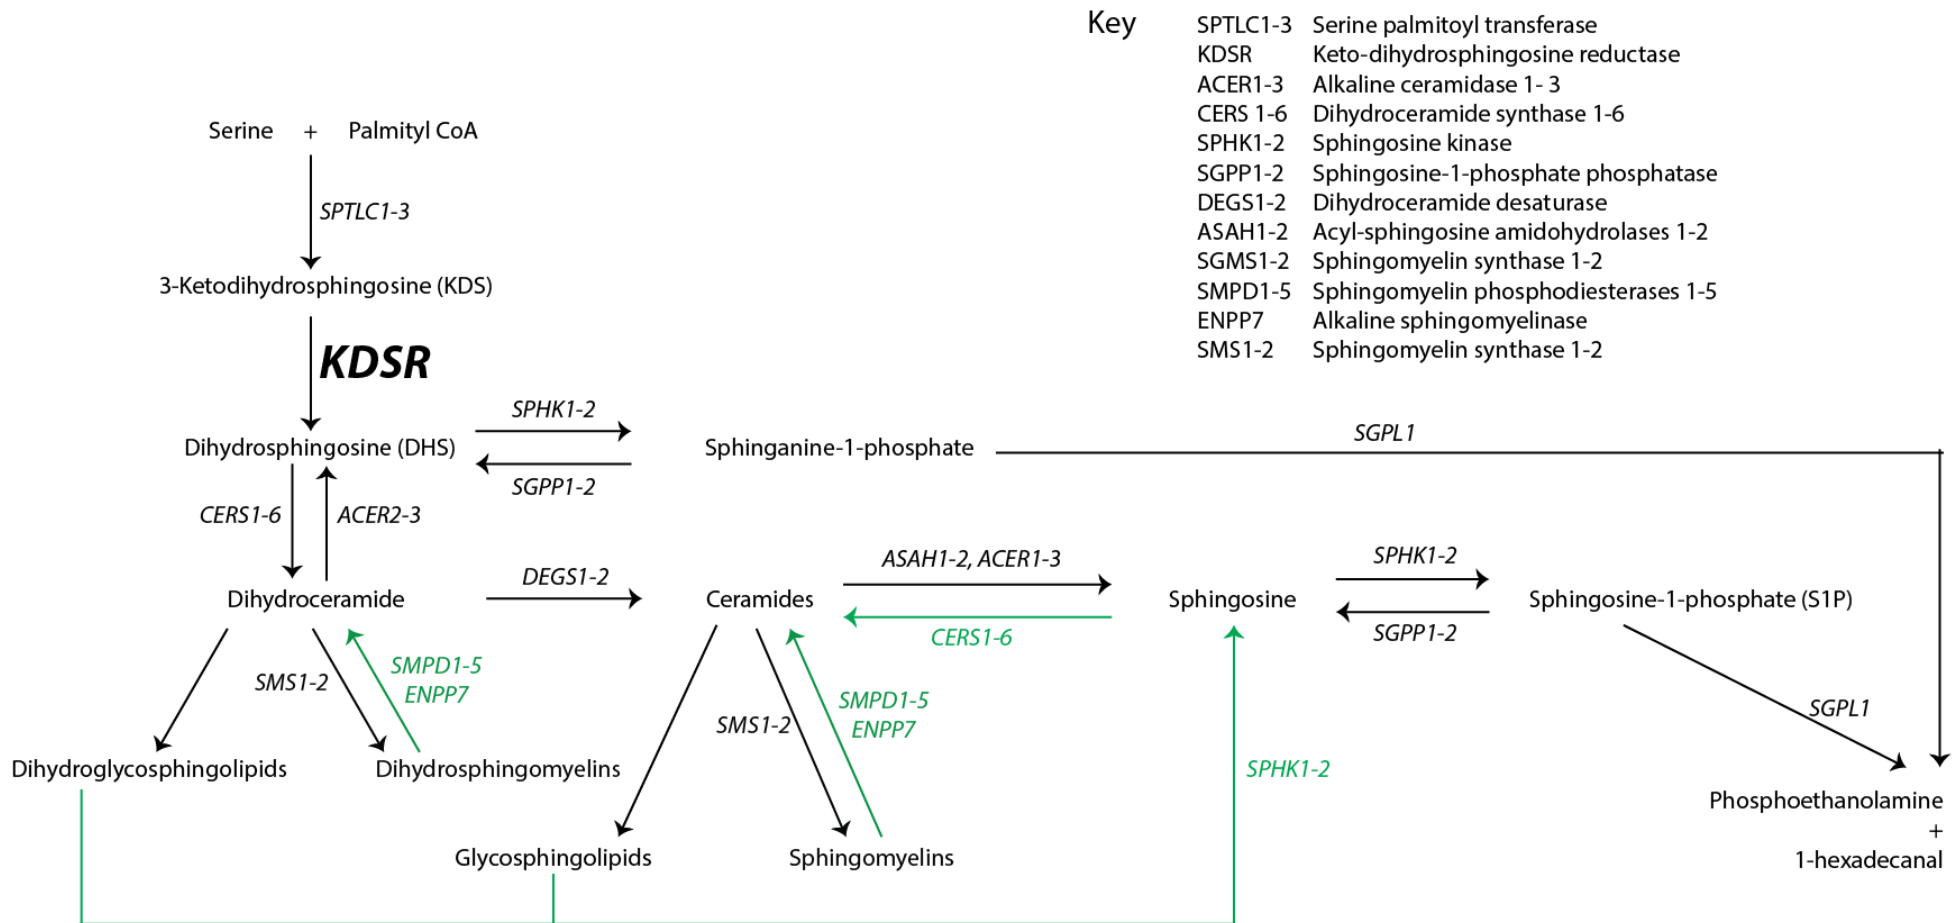 Key
SPTLC1-3 Serine palmitoyl transferase
KDSR Keto-dihydrosphingosine reductase
ACER1-3 Alkaline ceramidase 1- 3
CERS 1-6 Dihydroceramide synthase 1-6
SPHK1-2 Sphingosine kinase
SGPP1-2 Sphingosine-1-phosphate phosphatase
DEGS1-2 Dihydroceramide desaturase
ASAH1-2 Acyl-sphingosine amidohydrolases 1-2
SGMS1-2 Sphingomyelin synthase 1-2
SMPD1-5 Sphingomyelin phosphodiesterases 1-5
ENPP7 Alkaline sphingomyelinase
SMS1-2 Sphingomyelin synthase 1-2
Serine + Palmityl CoA
SPTLC1-3
3-Ketodihydrosphingosine (KDS)
KDSR
Dihydrosphingosine (DHS)
SPHK1-2
SGPP1-2
Sphinganine-1-phosphate
SGPL1
CERS1-6
ACER2-3
Dihydroceramide
DEGS1-2
Ceramides
ASAH1-2, ACER1-3
CERS1-6
Sphingosine
SPHK1-2
SGPP1-2
Sphingosine-1-phosphate (S1P)
SMS1-2
SMPD1-5
ENPP7
SMS1-2
SMPD1-5
ENPP7
SGPL1
Dihydroglycosphingolipids
Dihydrosphingomyelins
SPHK1-2
Phosphoethanolamine
+
1-hexadecanal
Glycosphingolipids
Sphingomyelins